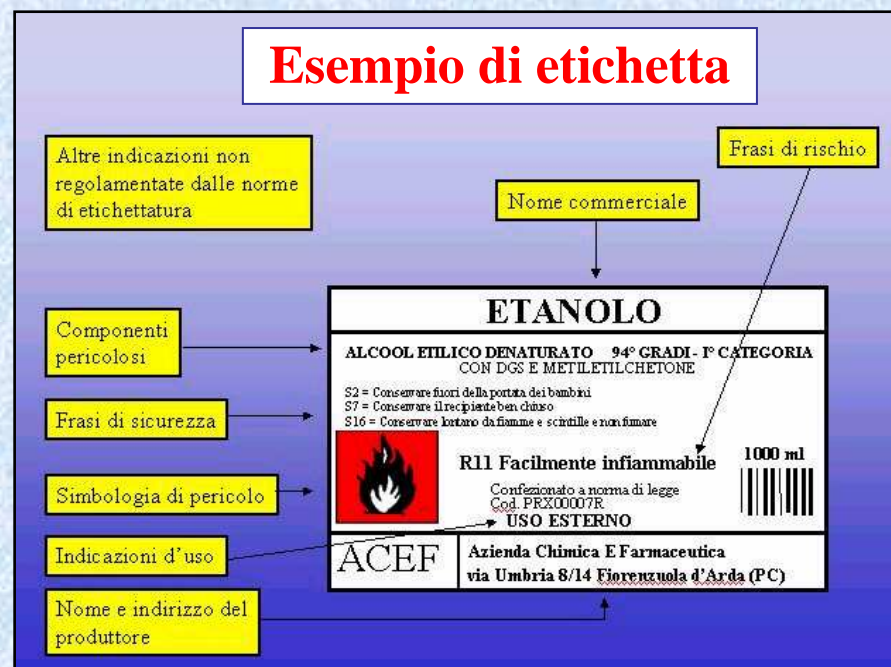 Esempio di etichetta
Altre indicazioni non
regolamentate dalle norme
di etichettatura
Frasi di rischio
Nome commerciale
Componenti
pericolosi
Frasi di sicurezza
Simbologia di pericolo
Indicazioni d'uso
Nome e indirizzo del
produttore
ETANOLO
ALCOOL ETILICO DENATURATO 94° GRADI - I° CATEGORIA
CON DGS E METILETILCHETONE
S2 = Conservare fuori della portata dei bambini
S7 = Conservare il recipiente ben chiuso
S16 = Conservare lontano da fiamme e scintille e non fumare
R11 Facilmente infiammabile
1000 ml
Confezionato a norma di legge
Cod. PRX00007R
USO ESTERNO
ACEF
Azienda Chimica E Farmaceutica
via Umbria 8/14 Fiorenzuola d'Arda (PC)